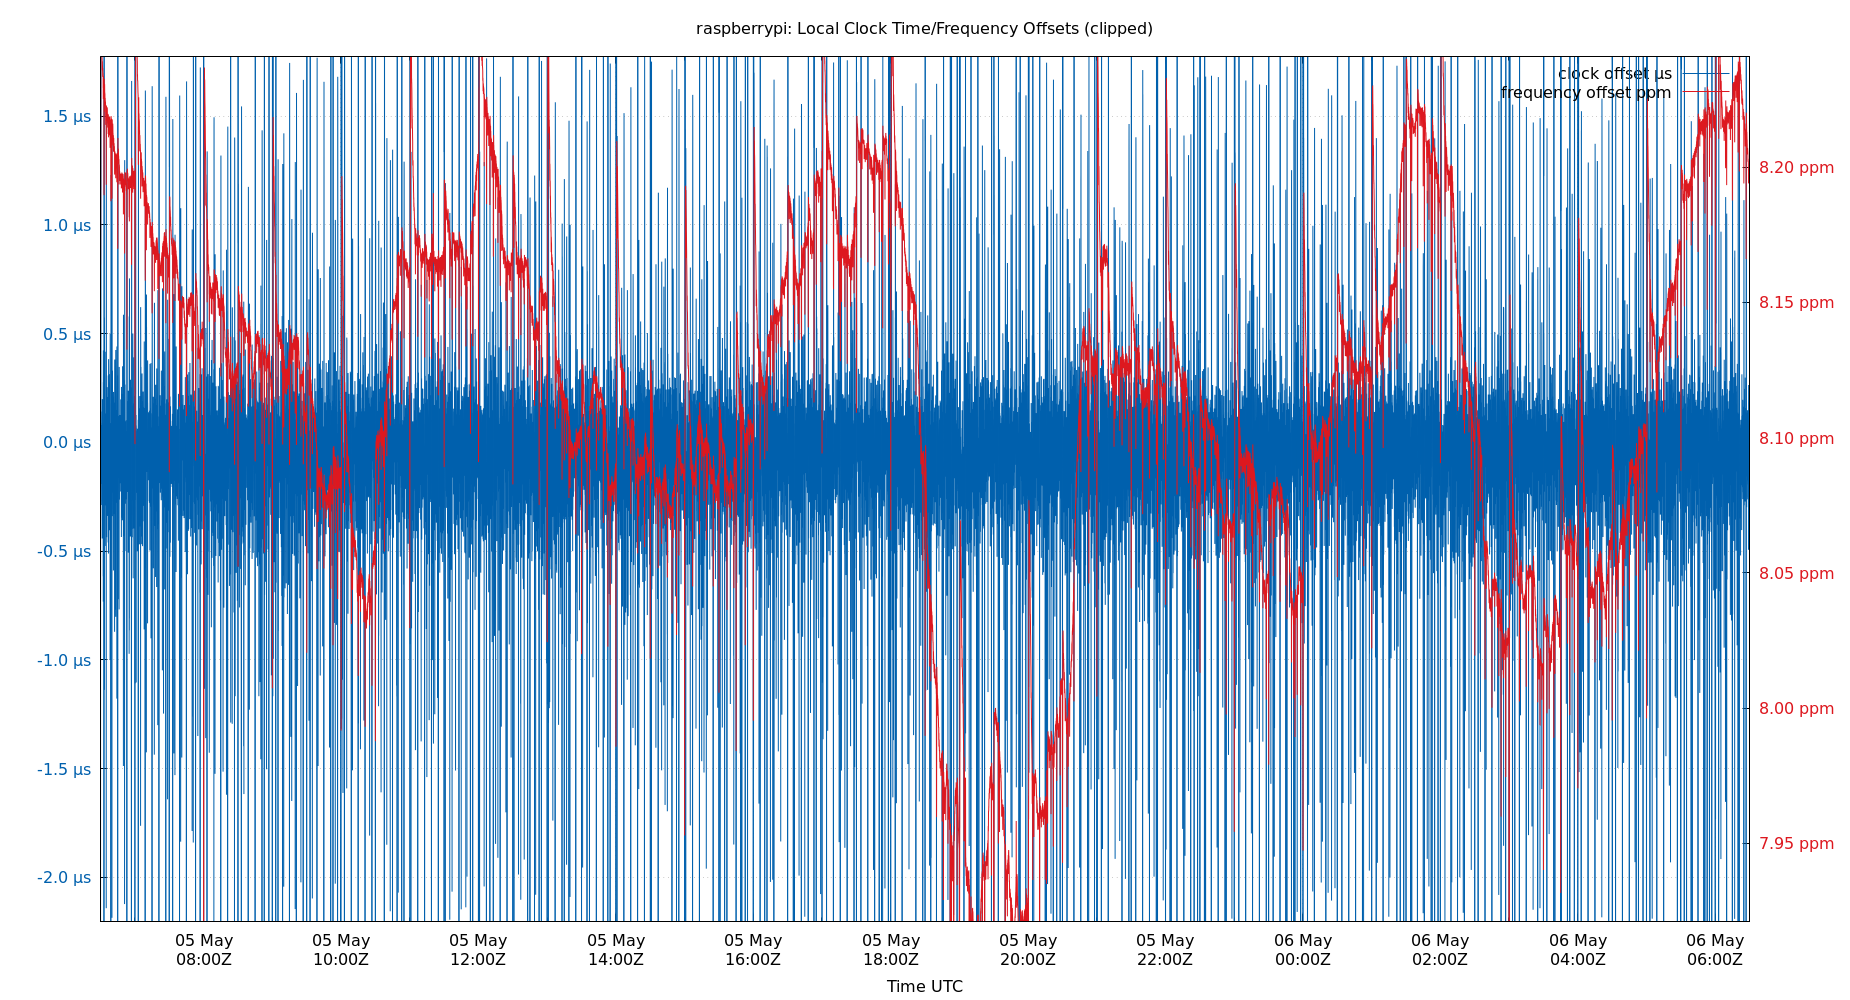 raspberrypi: Local Clock Time/Frequency Offsets (clipped)
clock offset µs
frequency offset ppm
1.5 µs
1.0 µs
0.5 µs
0.0 µs
-0.5 µs
-1.0 µs
-1.5 µs
-2.0 µs
8.20 ppm
8.15 ppm
8.10 ppm
8.05 ppm
8.00 ppm
7.95 ppm
05 May 05 May 05 May 05 May 05 May 05 May 05 May 05 May 06 May 06 May 06 May 06 May
08:00Z 10:00Z 12:00Z 14:00Z 16:00Z 18:00Z 20:00Z 22:00Z 00:00Z 02:00Z 04:00Z 06:00Z
Time UTC